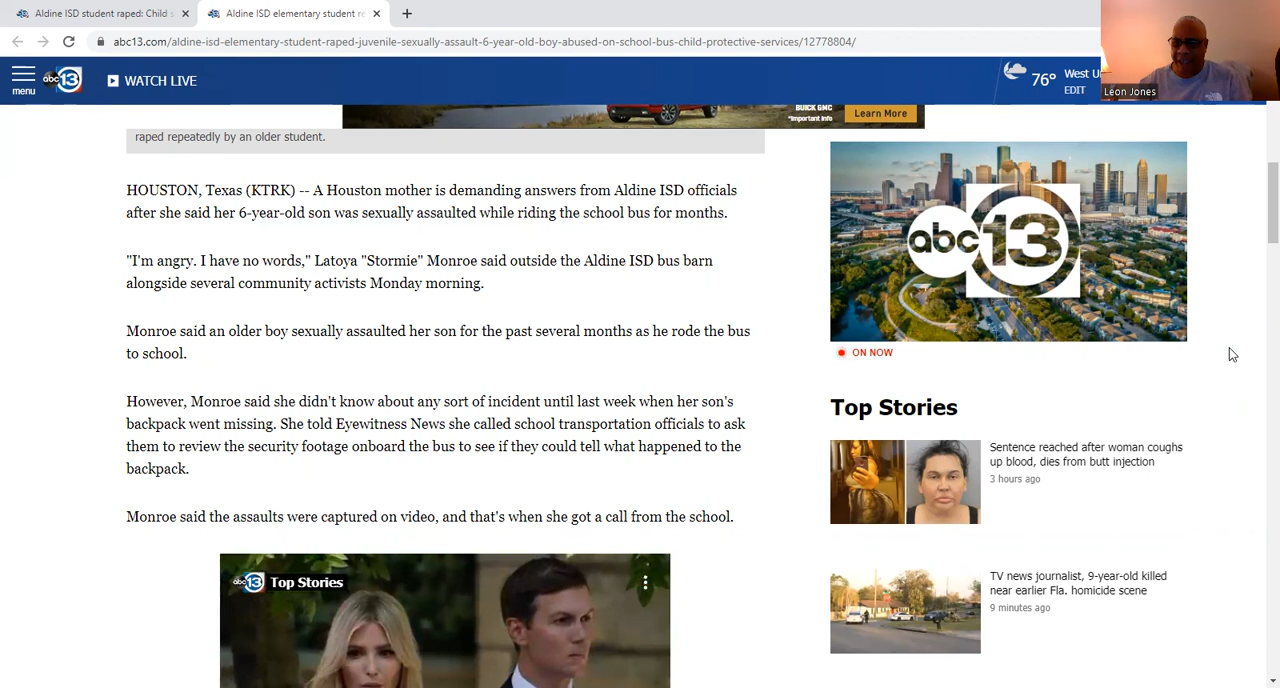 Aldine ISD student raped: Child s
Aldine ISD elementary student re
abc13.com/aldine-isd-elementary-student-raped-juvenile-sexually-assault-6-year-old-boy-abused-on-school-bus-child-protective-services/12778804/
menu
abc 13
WATCH LIVE
76°
West U
EDIT
Leon Jones
BUICK GMC
*Important Info
Learn More
raped repeatedly by an older student.
HOUSTON, Texas (KTRK) -- A Houston mother is demanding answers from Aldine ISD officials
after she said her 6-year-old son was sexually assaulted while riding the school bus for months.
"I'm angry. I have no words," Latoya "Stormie" Monroe said outside the Aldine ISD bus barn
alongside several community activists Monday morning.
Monroe said an older boy sexually assaulted her son for the past several months as he rode the bus
to school.
However, Monroe said she didn't know about any sort of incident until last week when her son's
backpack went missing. She told Eyewitness News she called school transportation officials to ask
them to review the security footage onboard the bus to see if they could tell what happened to the
backpack.
Monroe said the assaults were captured on video, and that's when she got a call from the school.
abc 13 Top Stories
abc 13
ON NOW
Top Stories
Sentence reached after woman coughs
up blood, dies from butt injection
3 hours ago
TV news journalist, 9-year-old killed
near earlier Fla. homicide scene
9 minutes ago